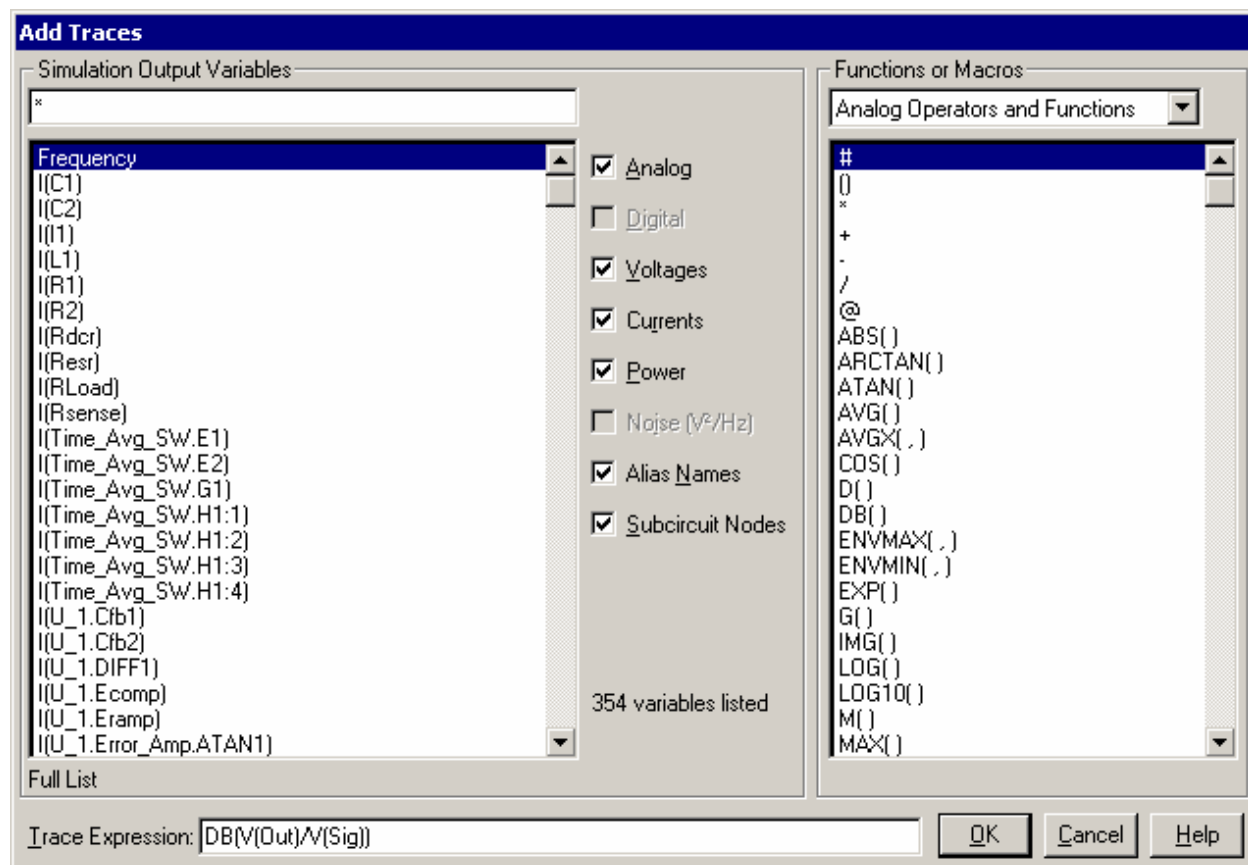 Add Traces
Simulation Output Variables
*
Frequency
I(C1)
I(C2)
I(I1)
I(L1)
I(R1)
I(R2)
I(Rdcr)
I(Resr)
I(RLoad)
I(Rsense)
I(Time_Avg_SW.E1)
I(Time_Avg_SW.E2)
I(Time_Avg_SW.G1)
I(Time_Avg_SW.H1:1)
I(Time_Avg_SW.H1:2)
I(Time_Avg_SW.H1:3)
I(Time_Avg_SW.H1:4)
I(U_1.Cfb1)
I(U_1.Cfb2)
I(U_1.DIFF1)
I(U_1.Ecomp)
I(U_1.Eramp)
I(U_1.Error_Amp.ATAN1)
Full List
Analog
Digital
Voltages
Currents
Power
Noise (V²/Hz)
Alias Names
Subcircuit Nodes
354 variables listed
Functions or Macros
Analog Operators and Functions
#
()
*
+
-
/
@
ABS( )
ARCTAN( )
ATAN( )
AVG( )
AVGX( , )
COS( )
D( )
DB( )
ENVMAX( , )
ENVMIN( , )
EXP( )
G( )
IMG( )
LOG( )
LOG10( )
M( )
MAX( )
Trace Expression: DB(V(Out)/V(Sig)) OK Cancel Help